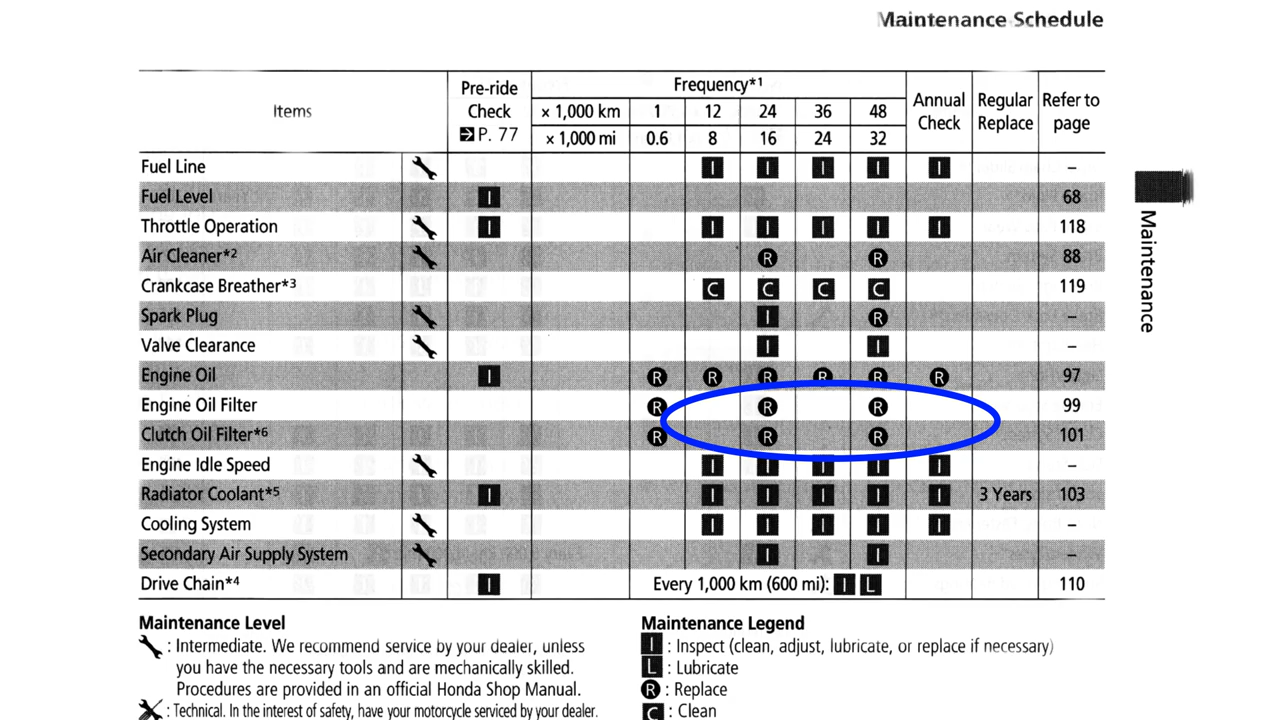 Maintenance Schedule
Items Pre-ride Check P. 77 Frequency*1 Annual Check Regular Replace Refer to page
× 1,000 km 1 12 24 36 48
× 1,000 mi 0.6 8 16 24 32
Fuel Line I I I I I –
Fuel Level I 68
Throttle Operation I I I I I I 118
Air Cleaner*2 R R 88
Crankcase Breather*3 C C C C 119
Spark Plug I R –
Valve Clearance I I –
Engine Oil I R R R R R R 97
Engine Oil Filter R R R 99
Clutch Oil Filter*6 R R R 101
Engine Idle Speed I I I I I –
Radiator Coolant*5 I I I I I I 3 Years 103
Cooling System I I I I I –
Secondary Air Supply System I I –
Drive Chain*4 I Every 1,000 km (600 mi): I L 110
Maintenance
Maintenance Level
: Intermediate. We recommend service by your dealer, unless
you have the necessary tools and are mechanically skilled.
Procedures are provided in an official Honda Shop Manual.
: Technical. In the interest of safety, have your motorcycle serviced by your dealer.
Maintenance Legend
I : Inspect (clean, adjust, lubricate, or replace if necessary)
L : Lubricate
R : Replace
C : Clean